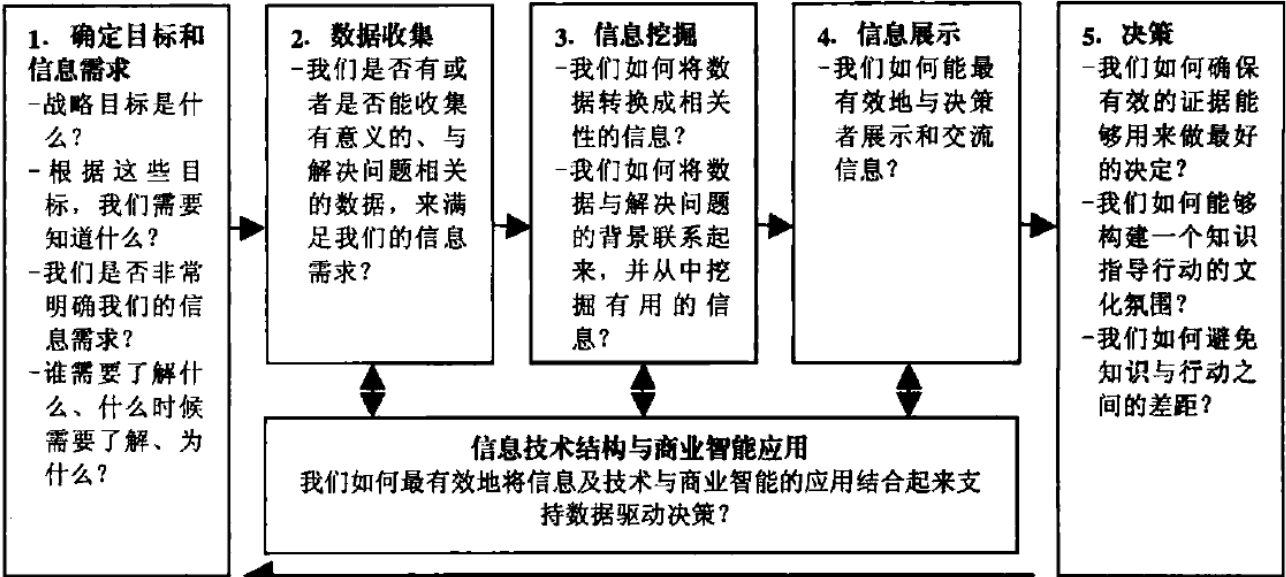 1. 确定目标和
信息需求
-战略目标是什
么？
-根据这些目
标，我们需要
知道什么？
-我们是否非常
明确我们的信
息需求？
-谁需要了解什
么、什么时候
需要了解、为
什么？
2. 数据收集
-我们是否有或
者是否能收集
有意义的、与
解决问题相关
的数据，来满
足我们的信息
需求？
3. 信息挖掘
-我们如何将数
据转换成相关
性的信息？
-我们如何将数
据与解决问题
的背景联系起
来，并从中挖
掘有用的信
息？
4. 信息展示
-我们如何能最
有效地与决策
者展示和交流
信息？
5. 决策
-我们如何确保
有效的证据能
够用来做最好
的决定？
-我们如何能够
构建一个知识
指导行动的文
化氛围？
-我们如何避免
知识与行动之
间的差距？
信息技术结构与商业智能应用
我们如何最有效地将信息及技术与商业智能的应用结合起来支
持数据驱动决策？